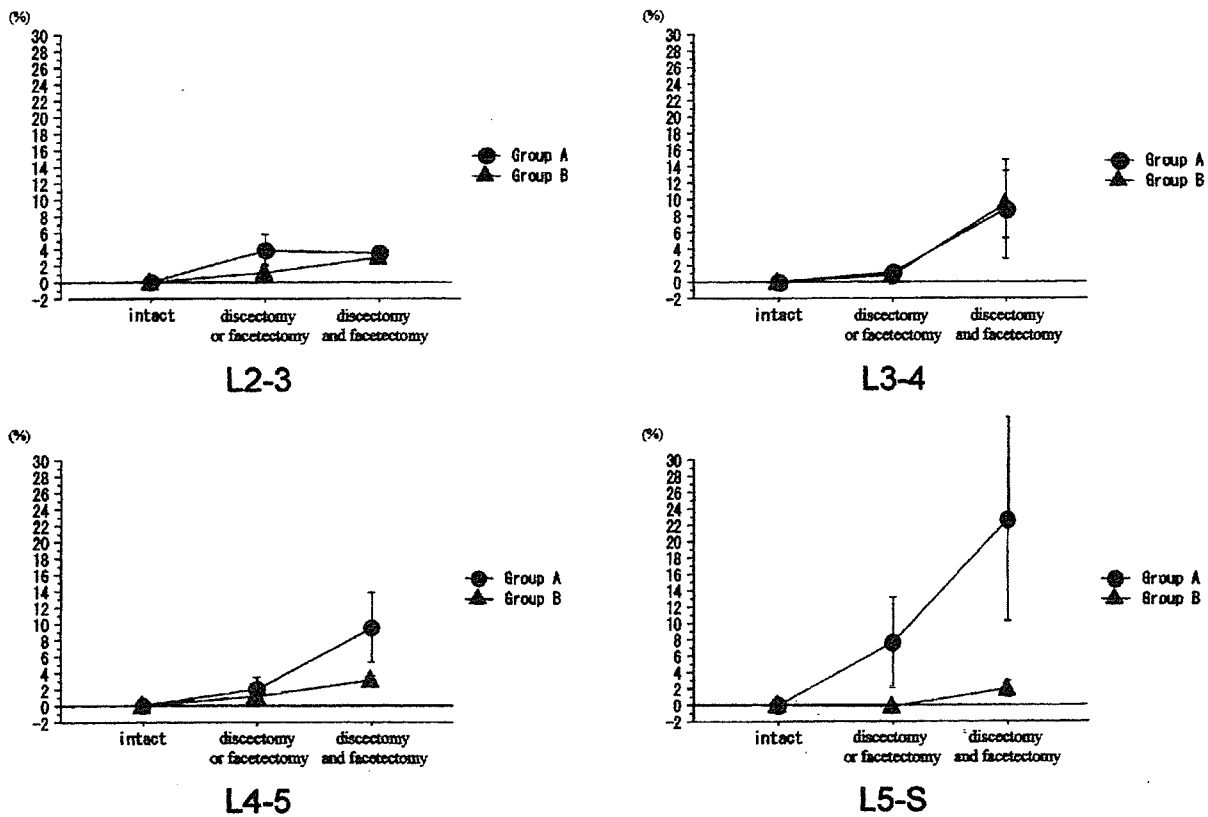 (%)
30
28
26
24
22
20
18
16
14
12
10
8
6
4
2
0
-2
Group A
Group B
intact
discectomy
or facetectomy
discectomy
and facetectomy
L2-3
(%)
30
28
26
24
22
20
18
16
14
12
10
8
6
4
2
0
-2
Group A
Group B
intact
discectomy
or facetectomy
discectomy
and facetectomy
L3-4
(%)
30
28
26
24
22
20
18
16
14
12
10
8
6
4
2
0
-2
Group A
Group B
intact
discectomy
or facetectomy
discectomy
and facetectomy
L4-5
(%)
30
28
26
24
22
20
18
16
14
12
10
8
6
4
2
0
-2
Group A
Group B
intact
discectomy
or facetectomy
discectomy
and facetectomy
L5-S